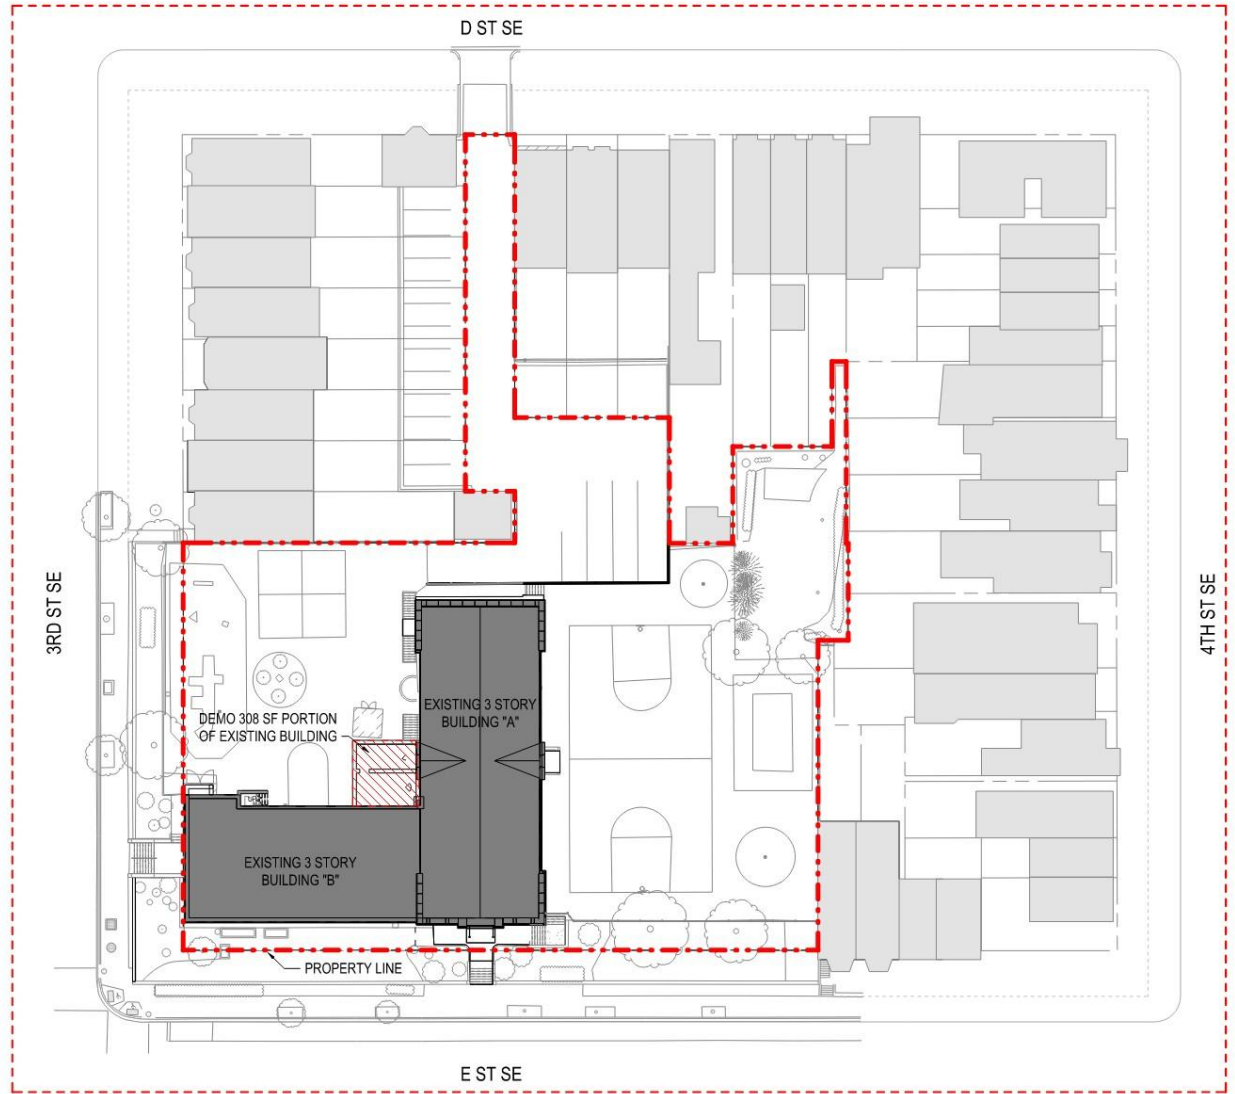 D ST SE
3RD ST SE
4TH ST SE
EXISTING 3 STORY
BUILDING "A"
DEMO 308 SF PORTION
OF EXISTING BUILDING
EXISTING 3 STORY
BUILDING "B"
PROPERTY LINE
E ST SE